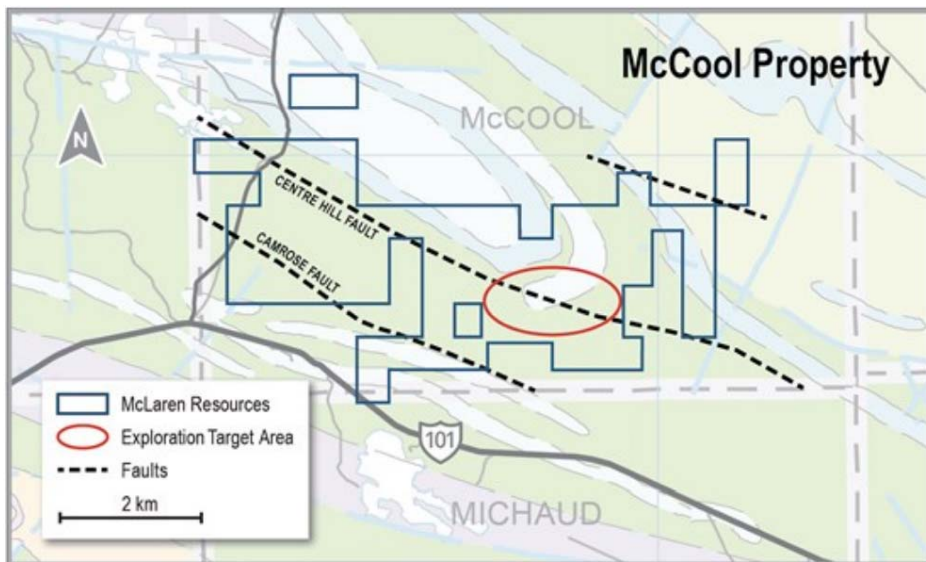 McCool Property
McCOOL
N
CENTRE HILL FAULT
CAMROSE FAULT
McLaren Resources
Exploration Target Area
Faults
2 km
101
MICHAUD